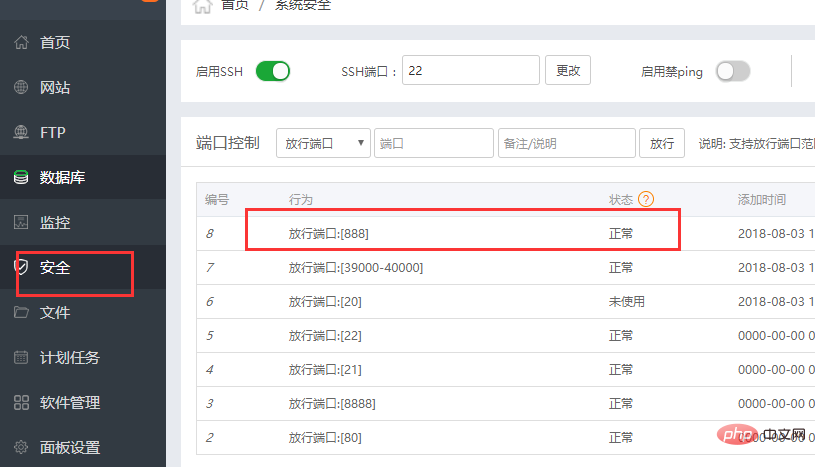 首页 / 系统安全
首页
网站
FTP
数据库
监控
安全
文件
计划任务
软件管理
面板设置
启用SSH
SSH端口： 22 更改
启用禁ping
端口控制 放行端口 ▼ 端口 备注/说明 放行 说明: 支持放行端口范
编号 行为 状态 ? 添加时间
8 放行端口:[888] 正常 2018-08-03 1
7 放行端口:[39000-40000] 正常 2018-08-03 1
6 放行端口:[20] 未使用 2018-08-03 1
5 放行端口:[22] 正常 0000-00-00 0
4 放行端口:[21] 正常 0000-00-00 0
3 放行端口:[8888] 正常 0000-00-00 0
2 放行端口:[80] 正常 0000-00-00 0
php 中文网